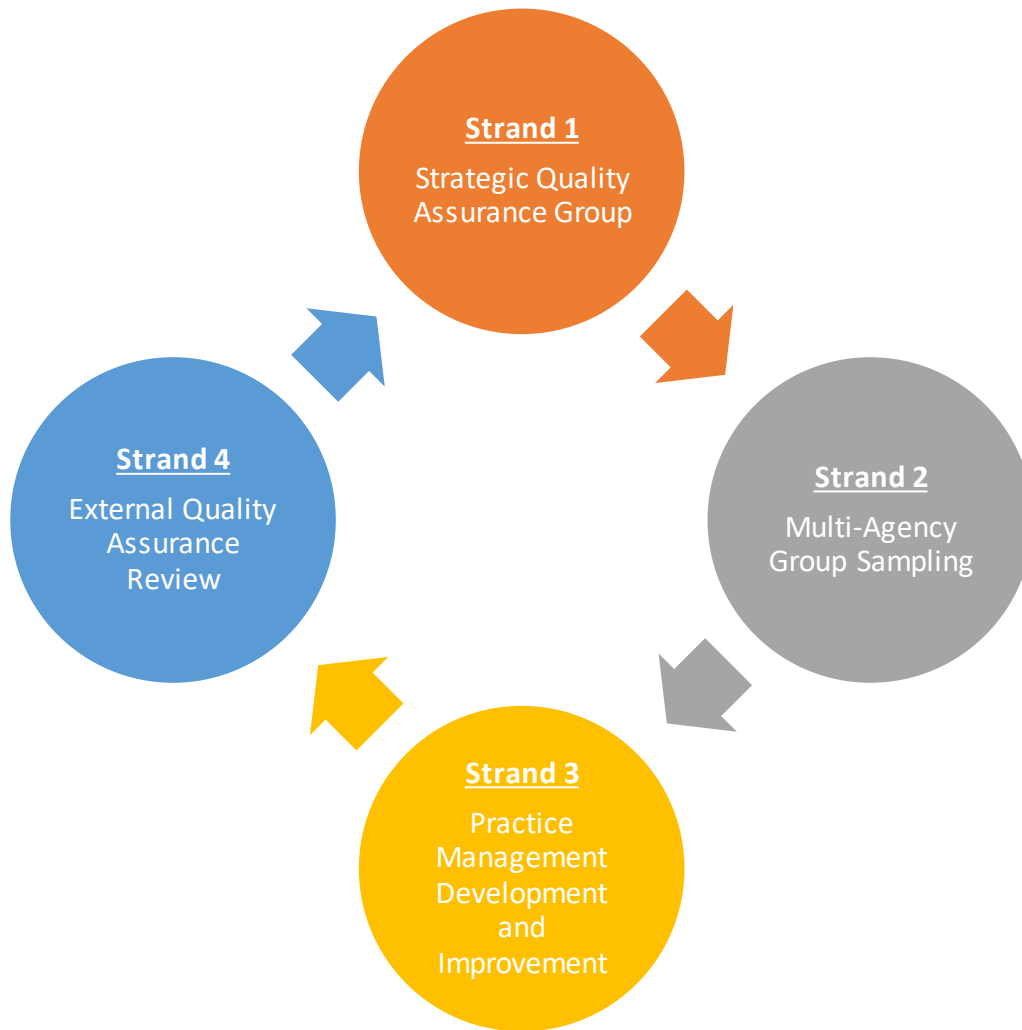 Strand 1
Strategic Quality
Assurance Group
Strand 2
Multi-Agency
Group Sampling
Strand 3
Practice
Management
Development
and
Improvement
Strand 4
External Quality
Assurance
Review